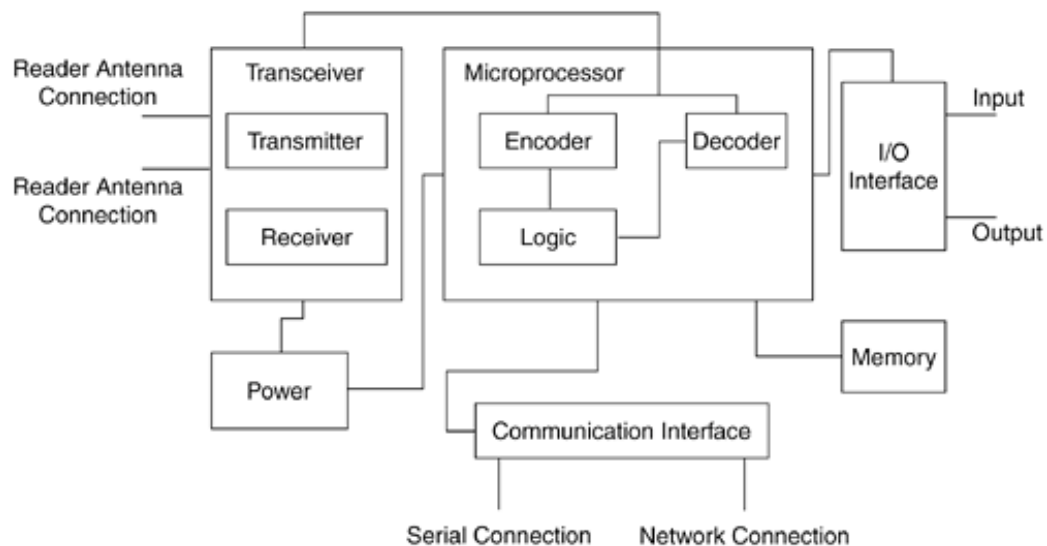 Reader Antenna
Connection
Reader Antenna
Connection
Transceiver
Transmitter
Receiver
Power
Microprocessor
Encoder
Decoder
Logic
I/O
Interface
Input
Output
Memory
Communication Interface
Serial Connection
Network Connection